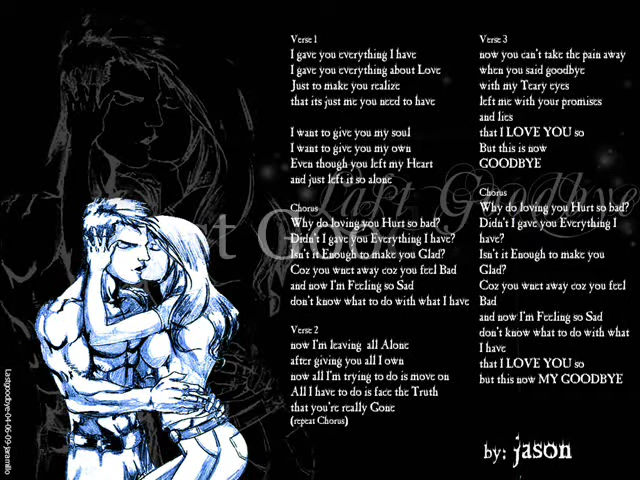 Verse 1
I gave you everything I have
I gave you everything about Love
Just to make you realize
that its just me you need to have
I want to give you my soul
I want to give you my own
Even though you left my Heart
and just left it so alone
Chorus
Why do loving you Hurt so bad?
Didn't I gave you Everything I have?
Isn't it Enough to make you Glad?
Coz you wnet away coz you feel Bad
and now I'm Feeling so Sad
don't know what to do with what I have
Verse 2
now I'm leaving all Alone
after giving you all I own
now all I'm trying to do is move on
All I have to do is face the Truth
that you're really Gone
(repeat Chorus)
Verse 3
now you can't take the pain away
when you said goodbye
with my Teary eyes
left me with your promises
and lies
that I LOVE YOU so
But this is now
GOODBYE
Chorus
Why do loving you Hurt so bad?
Didn't I gave you Everything I
have?
Isn't it Enough to make you
Glad?
Coz you wnet away coz you feel
Bad
and now I'm Feeling so Sad
don't know what to do with what
I have
that I LOVE YOU so
but this now MY GOODBYE
by: jason
Last Goodbye
Lastgoodbye-04-06-09-jaramilo